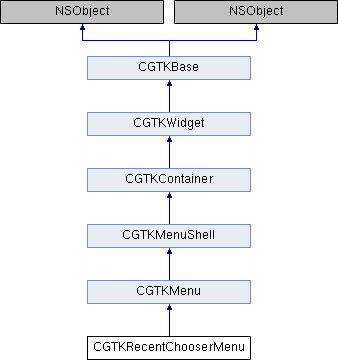 NSObject NSObject
CGTKBase
CGTKWidget
CGTKContainer
CGTKMenuShell
CGTKMenu
CGTKRecentChooserMenu